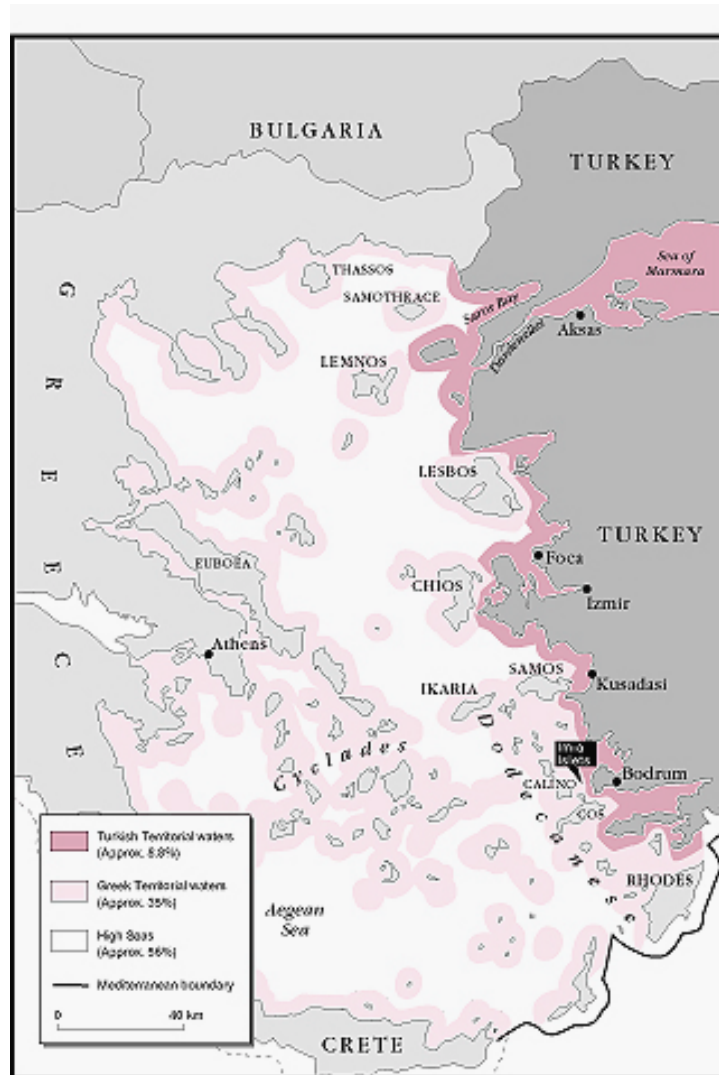 BULGARIA
TURKEY
Sea of
Marmara
THASSOS
SAMOTHRACE
Saros Bay
Dardanelles
Aksas
GREECE
LEMNOS
LESBOS
TURKEY
Foca
EUBOEA
CHIOS
Izmir
Athens
SAMOS
IKARIA
Kusadasi
Cyclades
Dodecanese
Imia
Islets
Bodrum
CALINO
COS
Turkish Territorial waters
(Approx. 8.8%)
RHODES
Greek Territorial waters
(Approx. 35%)
Aegean
Sea
High Seas
(Approx. 56%)
Mediterranean boundary
0 40 km
CRETE